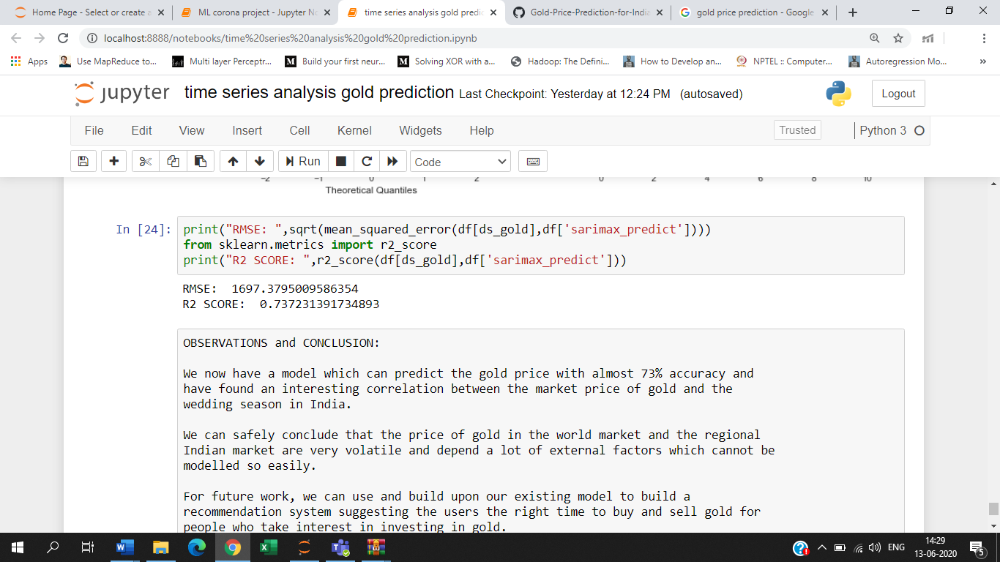 Home Page - Select or create a
ML corona project - Jupyter No
time series analysis gold predic
Gold-Price-Prediction-for-India
gold price prediction - Google
localhost:8888/notebooks/time%20series%20analysis%20gold%20prediction.ipynb
Apps
Use MapReduce to...
Multi layer Perceptr...
Build your first neur...
Solving XOR with a...
Hadoop: The Defini...
How to Develop an...
NPTEL :: Computer...
Autoregression Mo...
»
jupyter time series analysis gold prediction Last Checkpoint: Yesterday at 12:24 PM (autosaved)
Logout
File Edit View Insert Cell Kernel Widgets Help
Trusted
Python 3
Run
Code
-2 -1 0 1 2 0 2 4 6 8 10
Theoretical Quantiles
In [24]:
print("RMSE: ",sqrt(mean_squared_error(df[ds_gold],df['sarimax_predict'])))
from sklearn.metrics import r2_score
print("R2 SCORE: ",r2_score(df[ds_gold],df['sarimax_predict']))
RMSE:  1697.3795009586354
R2 SCORE:  0.737231391734893
OBSERVATIONS and CONCLUSION:
We now have a model which can predict the gold price with almost 73% accuracy and
have found an interesting correlation between the market price of gold and the
wedding season in India.
We can safely conclude that the price of gold in the world market and the regional
Indian market are very volatile and depend a lot of external factors which cannot be
modelled so easily.
For future work, we can use and build upon our existing model to build a
recommendation system suggesting the users the right time to buy and sell gold for
people who take interest in investing in gold.
ENG
14:29
13-06-2020
5